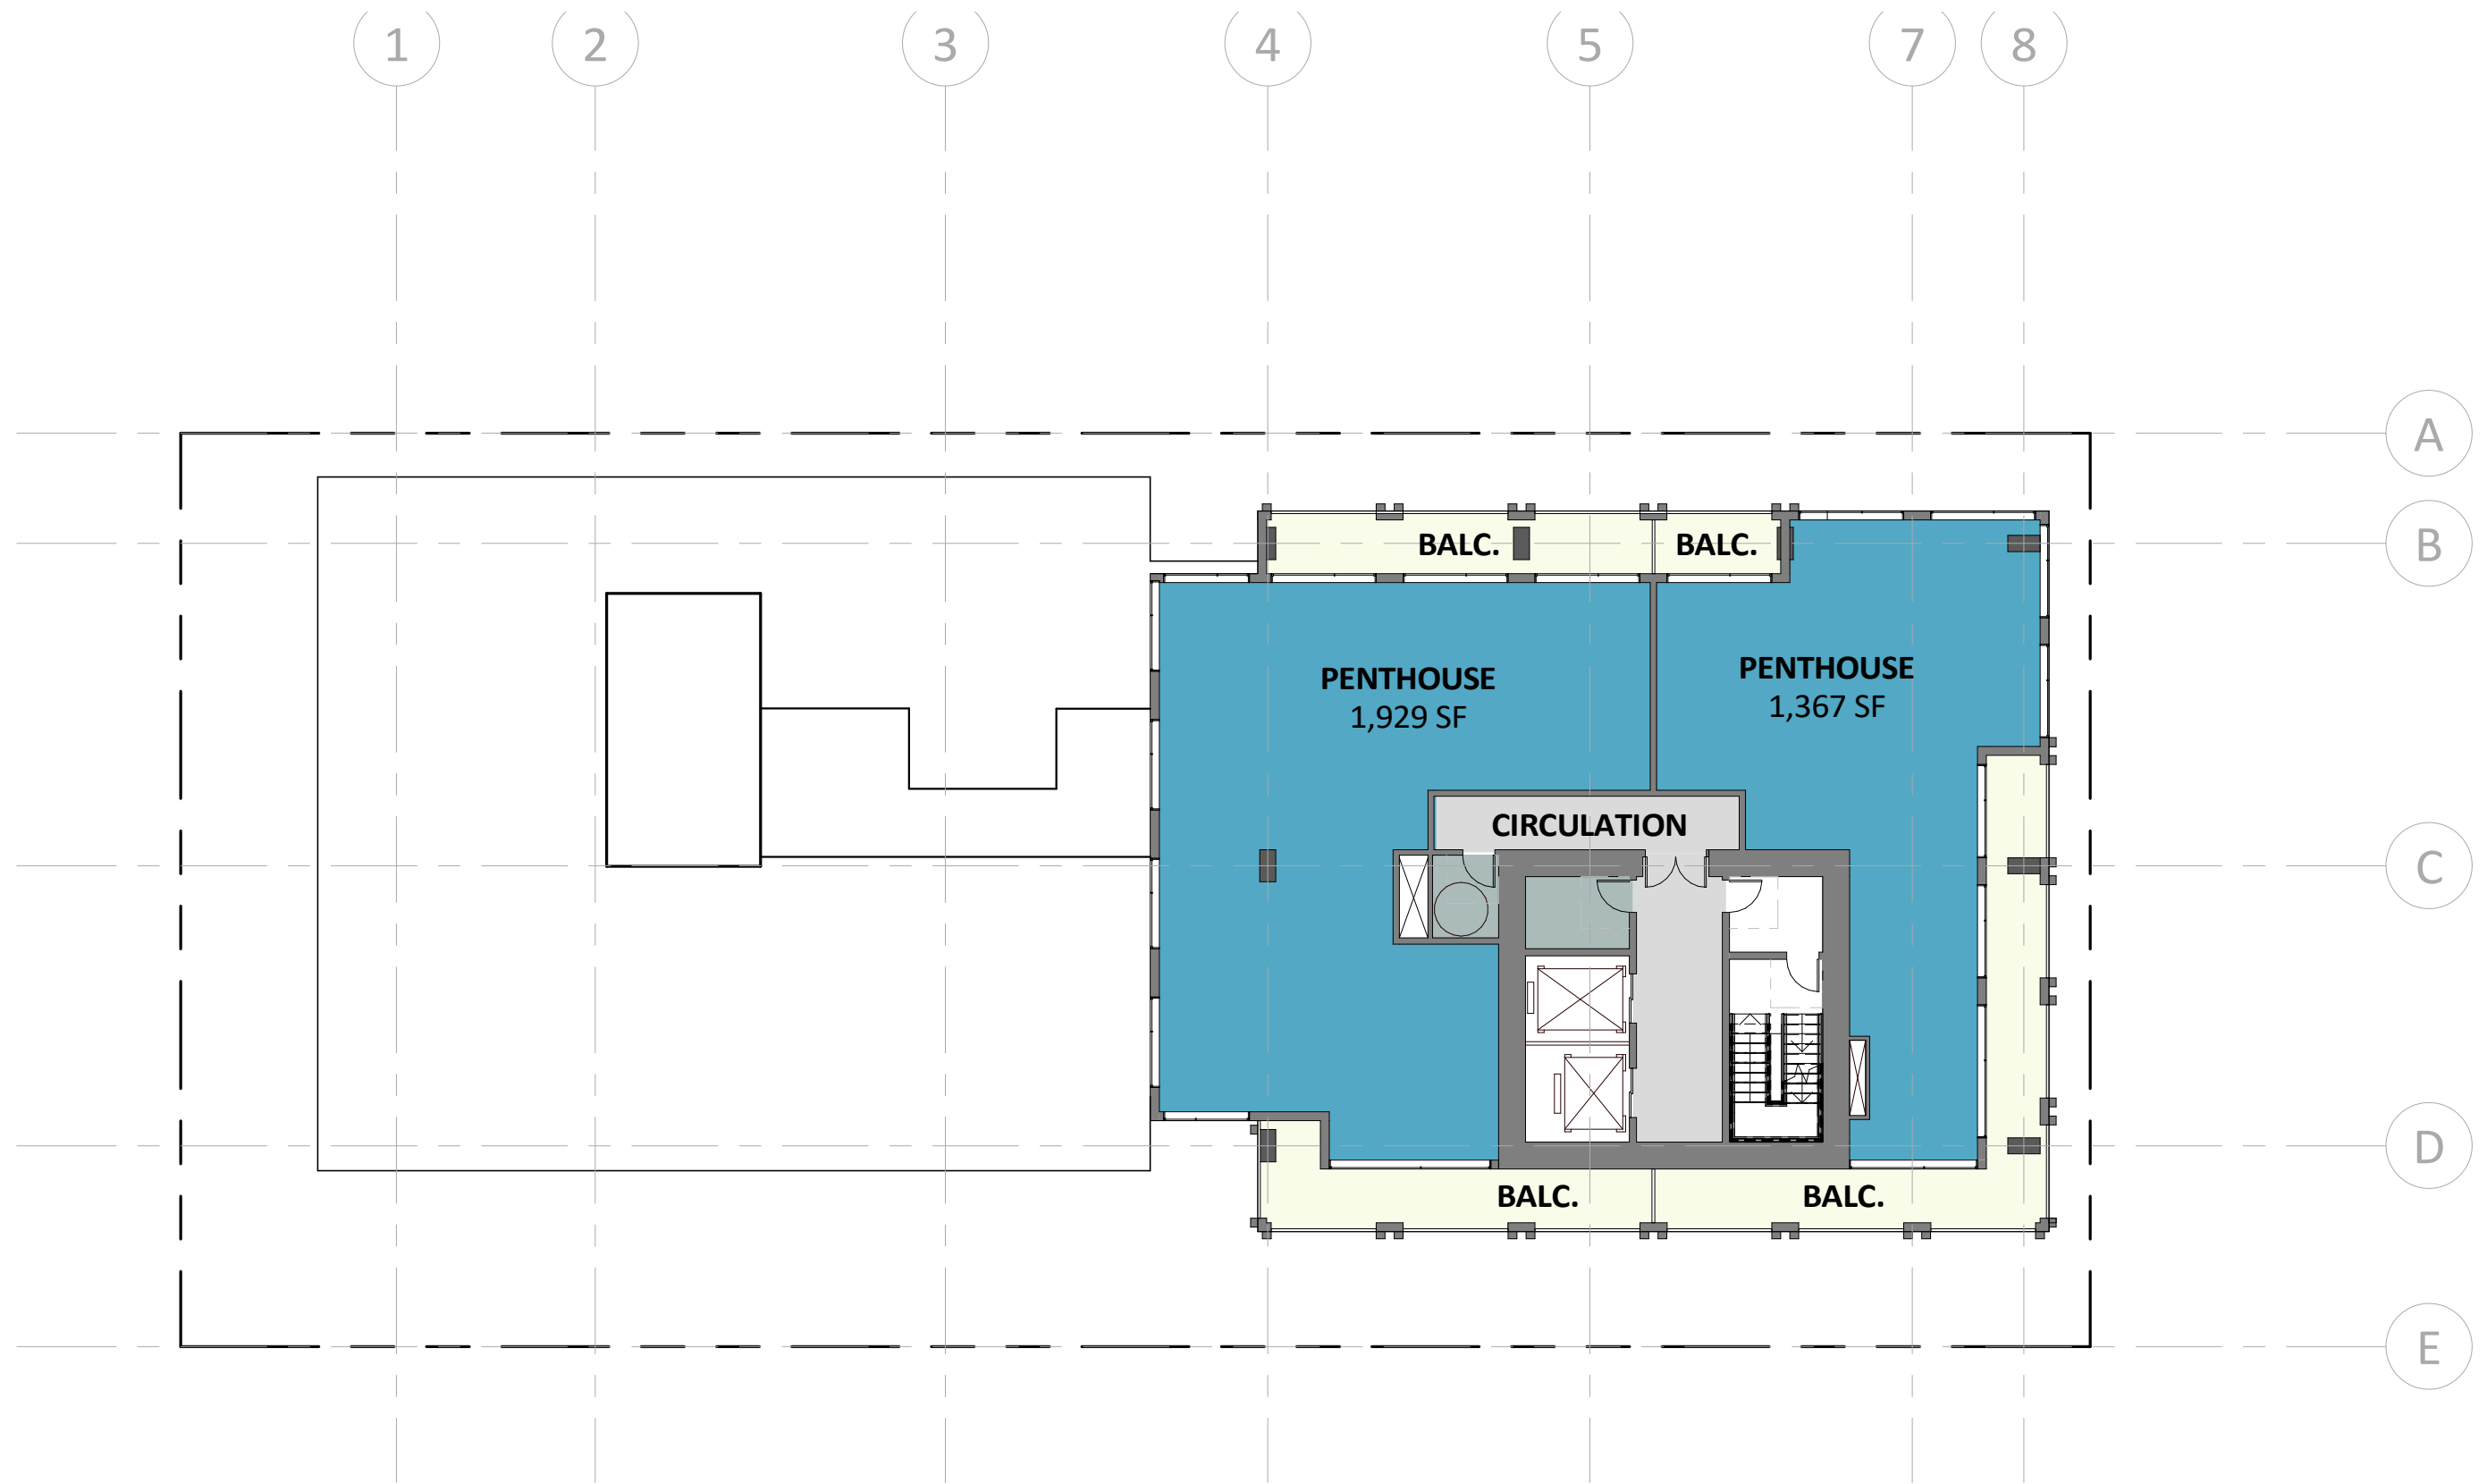 1
2
3
4
5
7
8
A
B
C
D
E
BALC.
BALC.
PENTHOUSE
1,929 SF
PENTHOUSE
1,367 SF
CIRCULATION
BALC.
BALC.